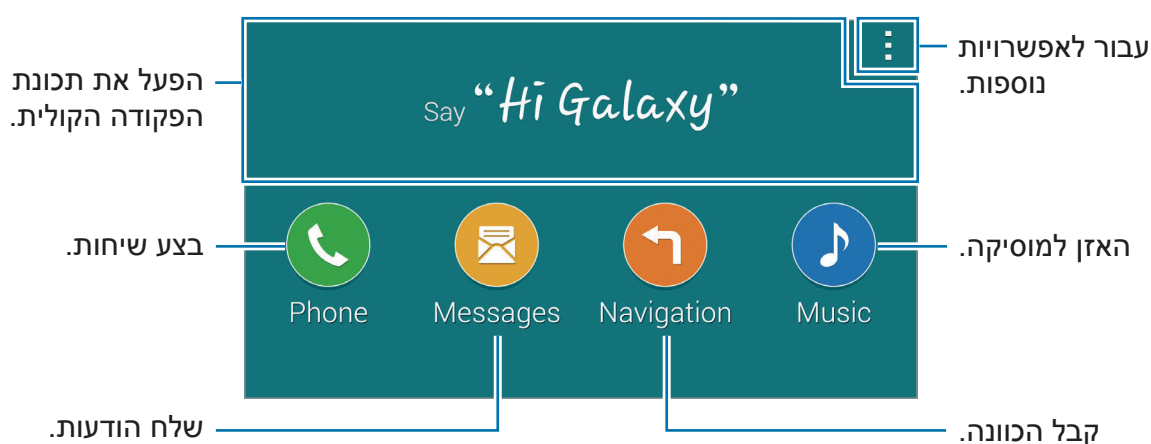 עבור לאפשרויות
נוספות.
הפעל את תכונת
הפקודה הקולית.
Say “Hi Galaxy”
בצע שיחות.
האזן למוסיקה.
Phone Messages Navigation Music
שלח הודעות.
קבל הכוונה.